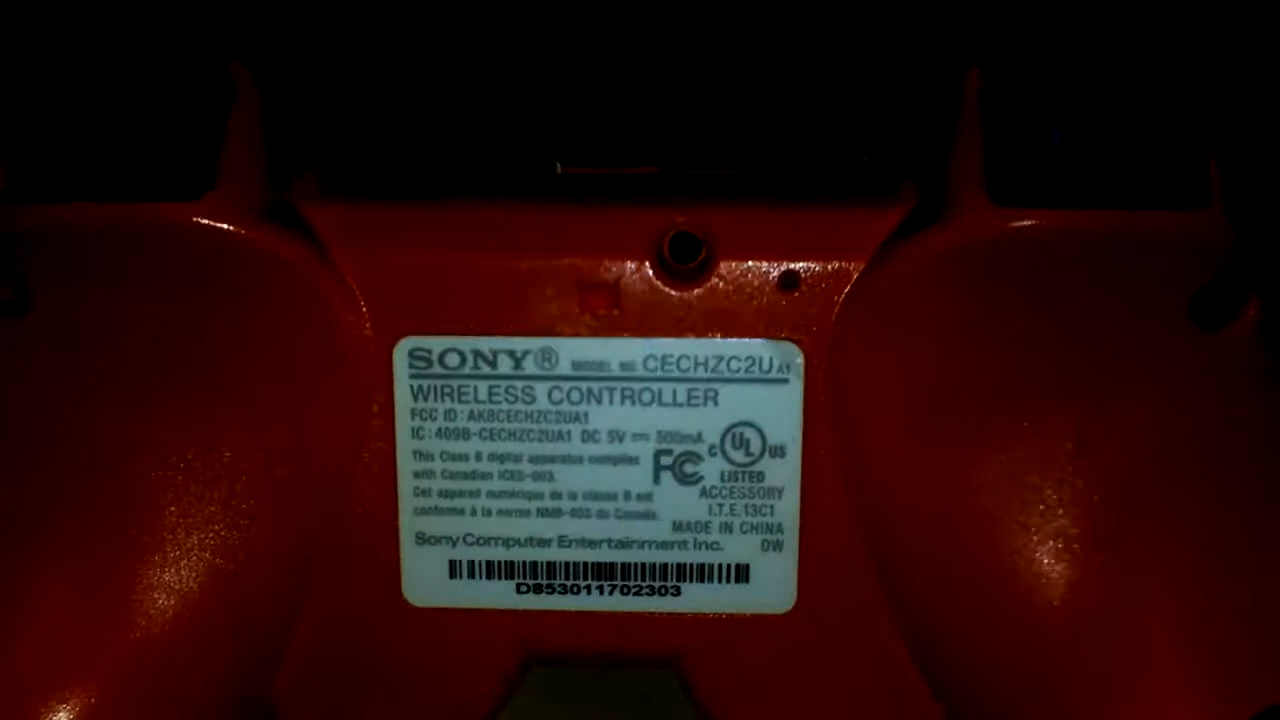 SONY® MODEL NO. CECHZC2U A1
WIRELESS CONTROLLER
FCC ID: AK8CECHZC2UA1
IC: 409B-CECHZC2UA1 DC 5V ⎓ 500mA
This Class B digital apparatus complies
with Canadian ICES-003.
Cet appareil numérique de la classe B est
conforme à la norme NMB-003 du Canada.
FC
C UL US
LISTED
ACCESSORY
I.T.E.13C1
MADE IN CHINA
Sony Computer Entertainment Inc. DW
D853011702303